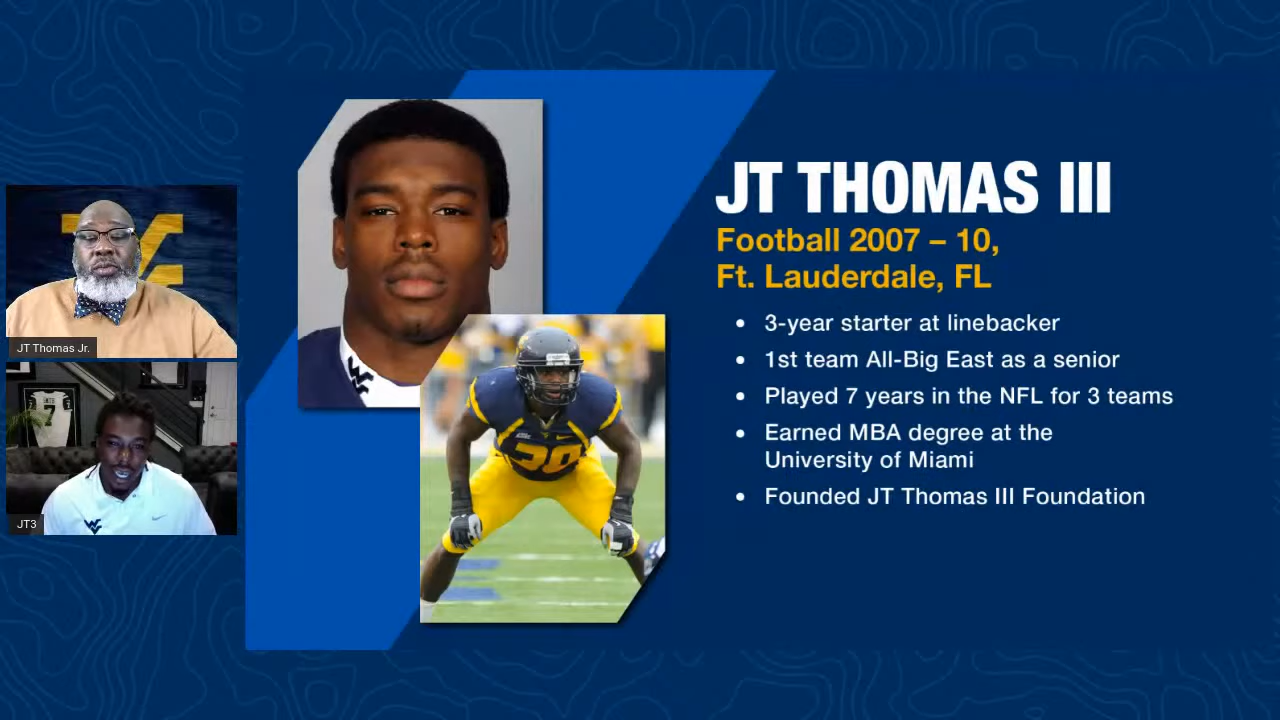 JT THOMAS III
Football 2007 – 10,
Ft. Lauderdale, FL
• 3-year starter at linebacker
• 1st team All-Big East as a senior
• Played 7 years in the NFL for 3 teams
• Earned MBA degree at the
University of Miami
• Founded JT Thomas III Foundation
JT Thomas Jr.
7
JT3
WV